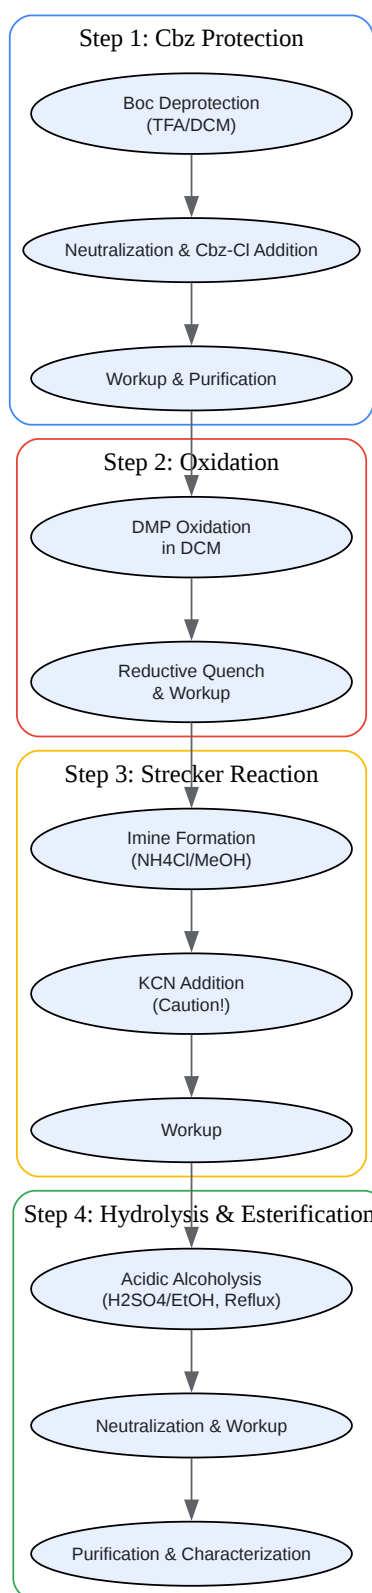 Step 1: Cbz Protection
Boc Deprotection
(TFA/DCM)
Neutralization & Cbz-Cl Addition
Workup & Purification
Step 2: Oxidation
DMP Oxidation
in DCM
Reductive Quench
& Workup
Step 3: Strecker Reaction
Imine Formation
(NH4Cl/MeOH)
KCN Addition
(Caution!)
Workup
Step 4: Hydrolysis & Esterification
Acidic Alcoholysis
(H2SO4/EtOH, Reflux)
Neutralization & Workup
Purification & Characterization